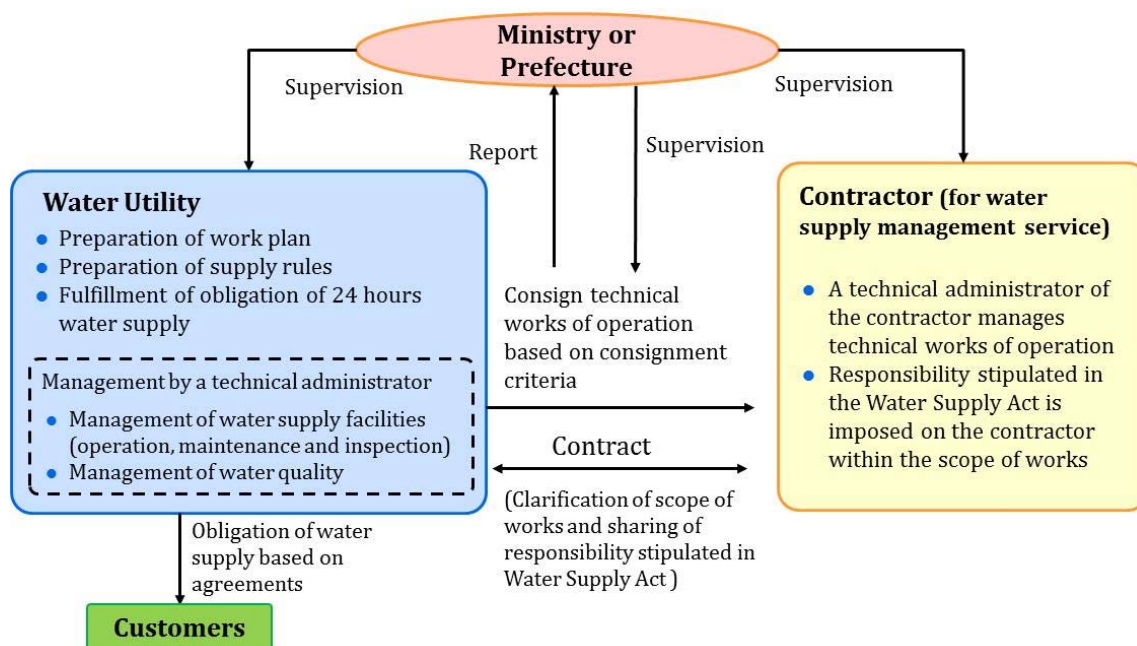 Ministry or
Prefecture
Supervision
Supervision
Report
Supervision
Water Utility
● Preparation of work plan
● Preparation of supply rules
● Fulfillment of obligation of 24 hours
water supply
Management by a technical administrator
● Management of water supply facilities
(operation, maintenance and inspection)
● Management of water quality
Consign technical
works of operation
based on consignment
criteria
Contract
(Clarification of scope of
works and sharing of
responsibility stipulated in
Water Supply Act )
Contractor (for water
supply management service)
● A technical administrator of
the contractor manages
technical works of operation
● Responsibility stipulated in
the Water Supply Act is
imposed on the contractor
within the scope of works
Obligation of water
supply based on
agreements
Customers